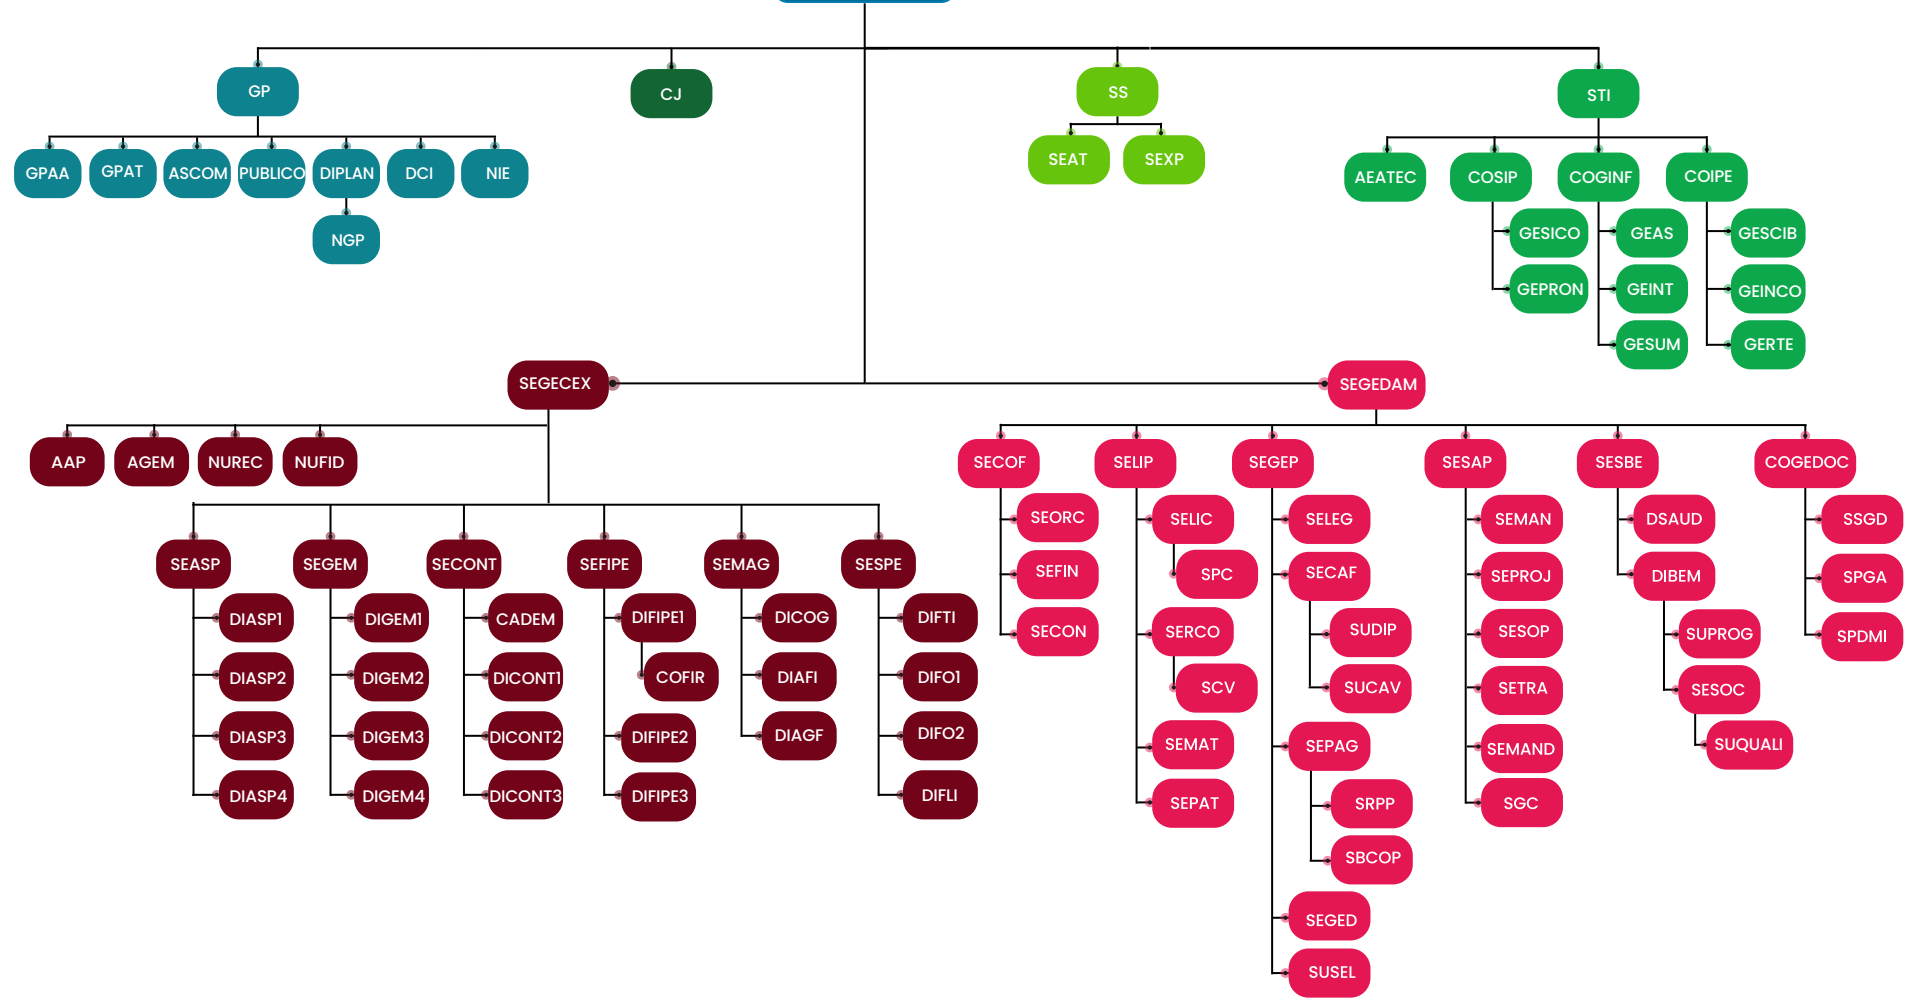 GP
CJ
SS
STI
GPAA
GPAT
ASCOM
PUBLICO
DIPLAN
DCI
NIE
NGP
SEAT
SEXP
AEATEC
COSIP
COGINF
COIPE
GESICO
GEAS
GESCIB
GEPRON
GEINT
GEINCO
GESUM
GERTE
SEGECEX
SEGEDAM
AAP
AGEM
NUREC
NUFID
SEASP
SEGEM
SECONT
SEFIPE
SEMAG
SESPE
DIASP1
DIGEM1
CADEM
DIFIPE1
DICOG
DIFTI
DIASP2
DIGEM2
DICONT1
COFIR
DIAFI
DIFO1
DIASP3
DIGEM3
DICONT2
DIFIPE2
DIAGF
DIFO2
DIASP4
DIGEM4
DICONT3
DIFIPE3
DIFLI
SECOF
SELIP
SEGEP
SESAP
SESBE
COGEDOC
SEORC
SELIC
SELEG
SEMAN
DSAUD
SSGD
SEFIN
SPC
SECAF
SEPROJ
DIBEM
SPGA
SECON
SERCO
SUDIP
SESOP
SUPROG
SPDMI
SCV
SUCAV
SETRA
SESOC
SEMAT
SEPAG
SEMAND
SUQUALI
SEPAT
SRPP
SGC
SBCOP
SEGED
SUSEL